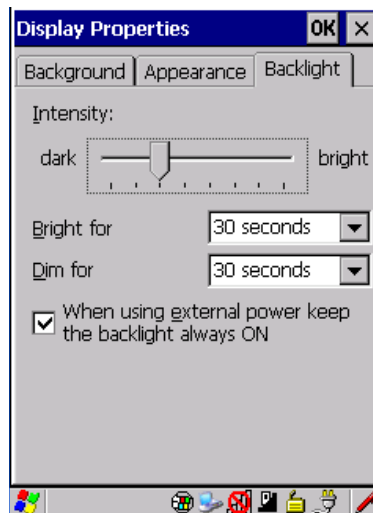 Display Properties OK ×
Background Appearance Backlight
Intensity:
dark bright
Bright for 30 seconds
Dim for 30 seconds
When using external power keep
the backlight always ON